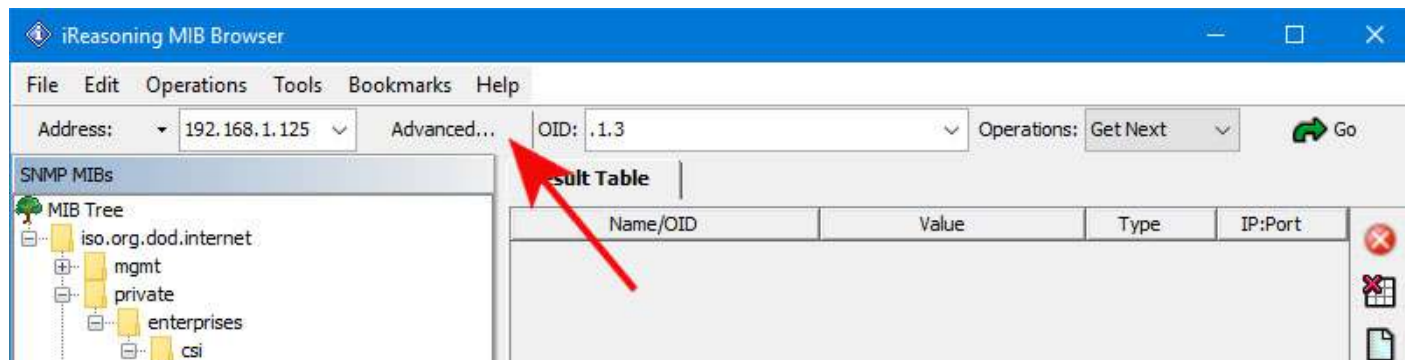 iReasoning MIB Browser
File Edit Operations Tools Bookmarks Help
Address: 192.168.1.125 Advanced... OID: .1.3 Operations: Get Next Go
SNMP MIBs
Table
MIB Tree
Name/OID Value Type IP:Port
iso.org.dod.internet
mgmt
private
enterprises
csi